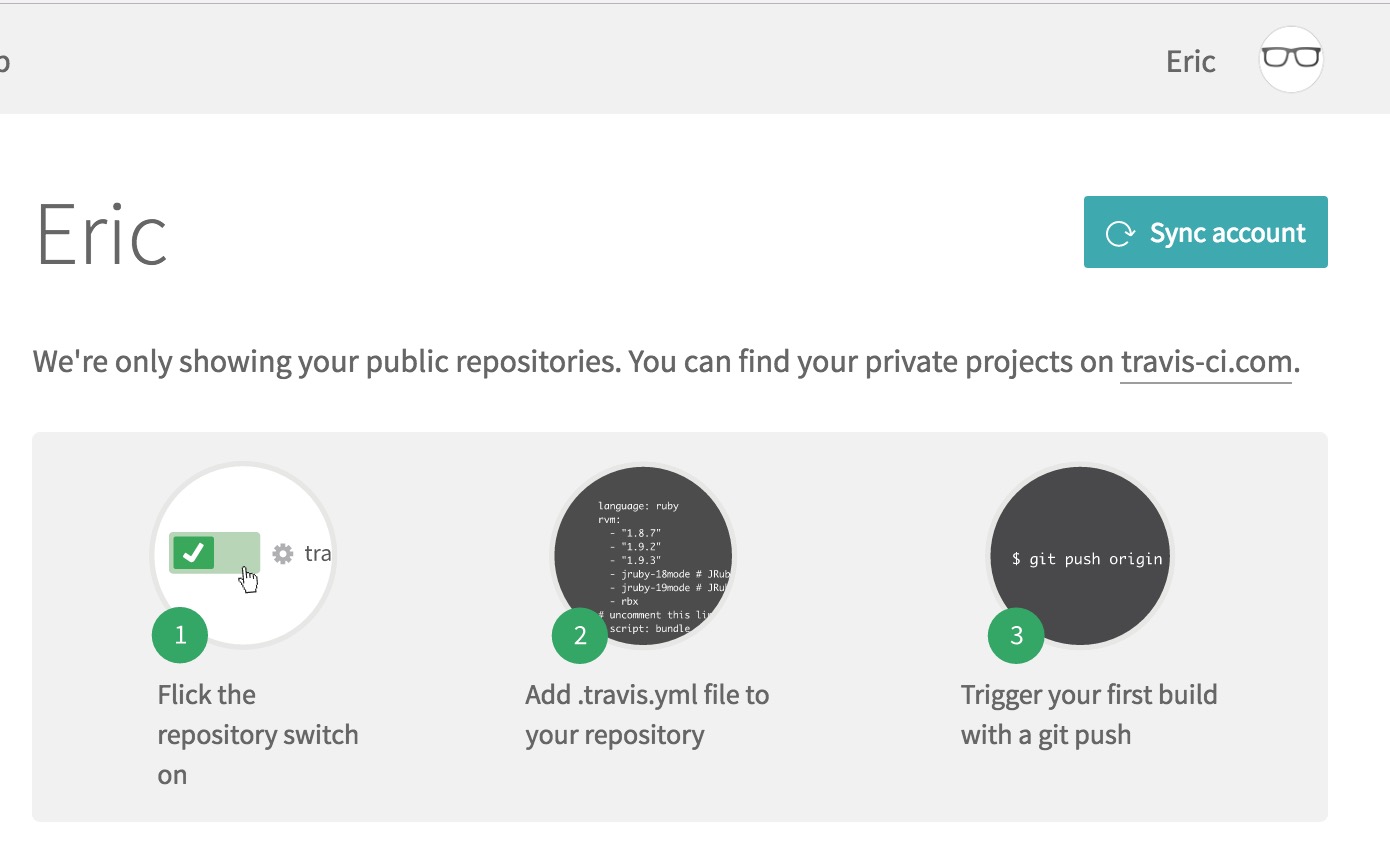 Eric
Eric
Sync account
We're only showing your public repositories. You can find your private projects on travis-ci.com.
tra
language: ruby
rvm:
- "1.8.7"
- "1.9.2"
- "1.9.3"
- jruby-18mode # JRub
- jruby-19mode # JRu
- rbx
# uncomment this lin
script: bundle
$ git push origin
1
2
3
Flick the
repository switch
on
Add .travis.yml file to
your repository
Trigger your first build
with a git push